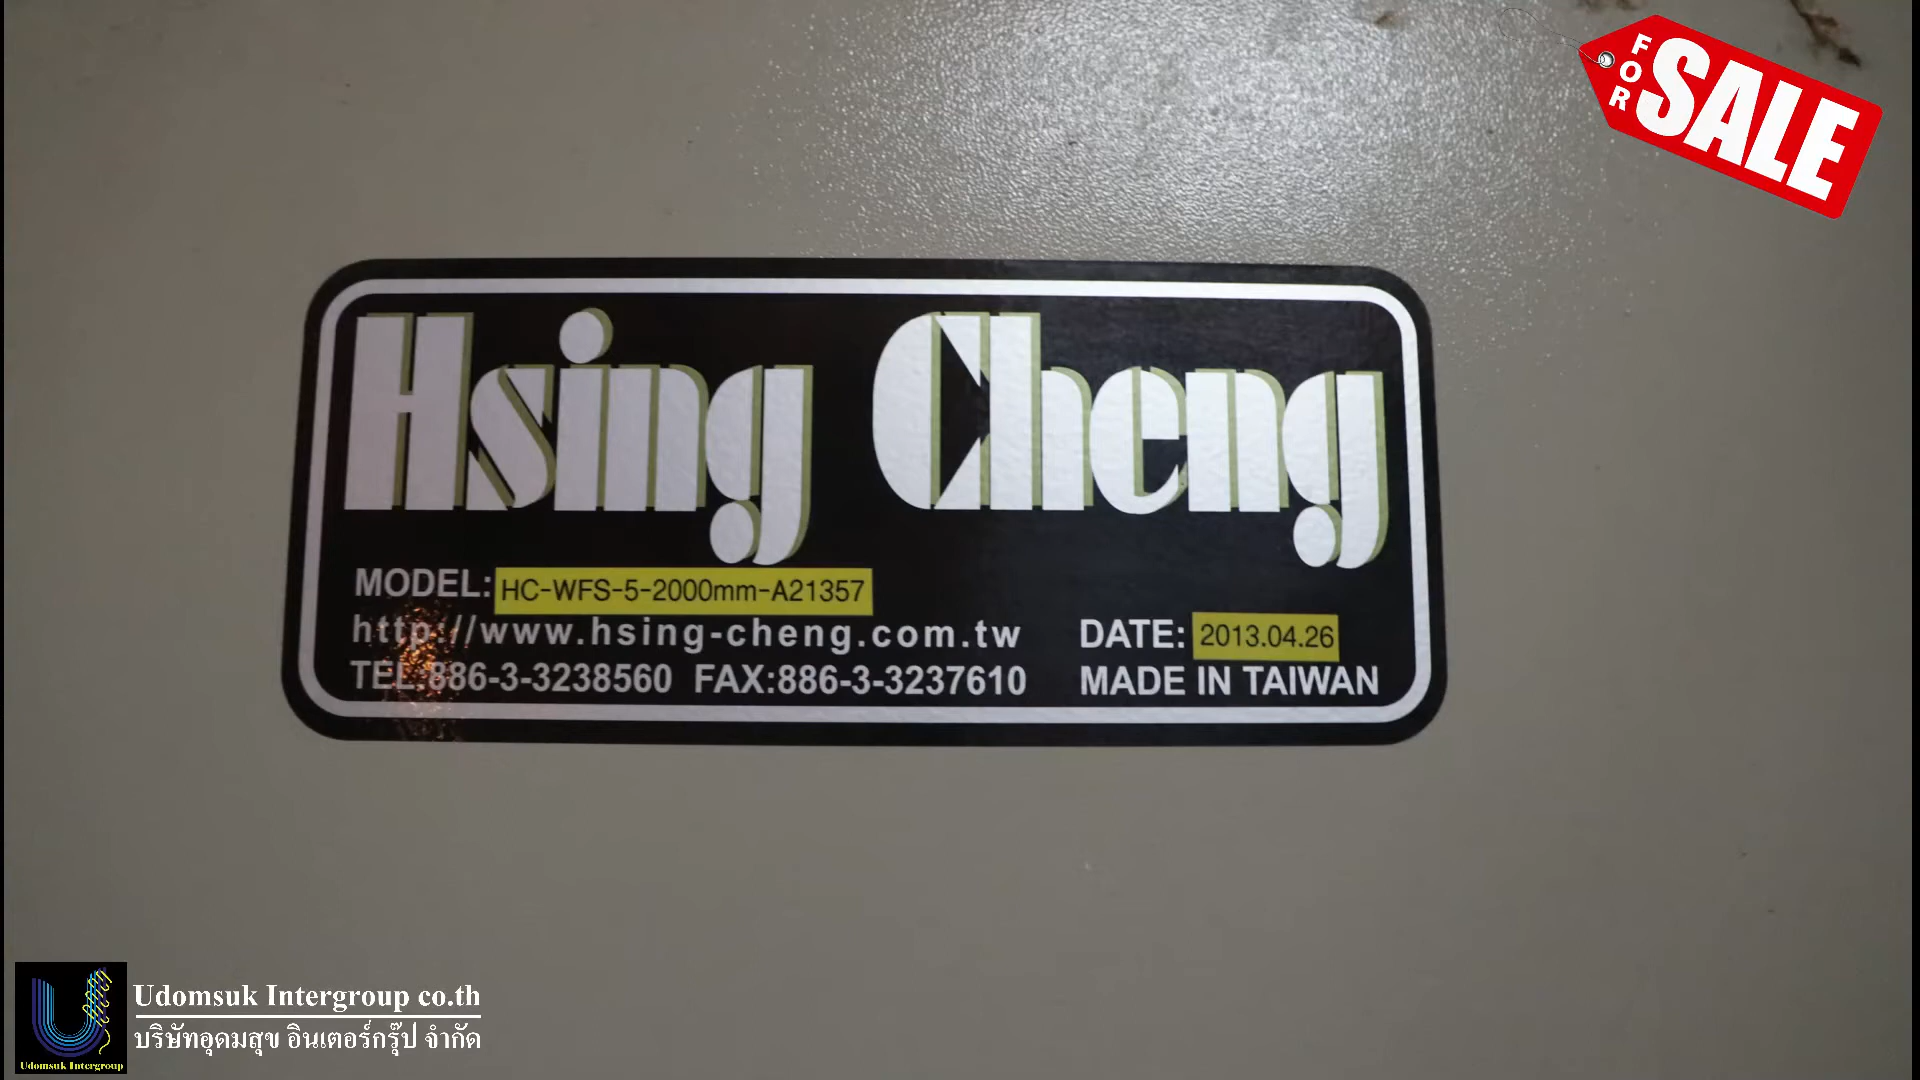 FOR
SALE
Hsing Cheng
MODEL: HC-WFS-5-2000mm-A21357
http://www.hsing-cheng.com.tw
DATE: 2013.04.26
TEL:886-3-3238560 FAX:886-3-3237610
MADE IN TAIWAN
Udomsuk Intergroup co.th
บริษัทอุดมสุข อินเตอร์กรุ๊ป จำกัด
Udomsuk Intergroup